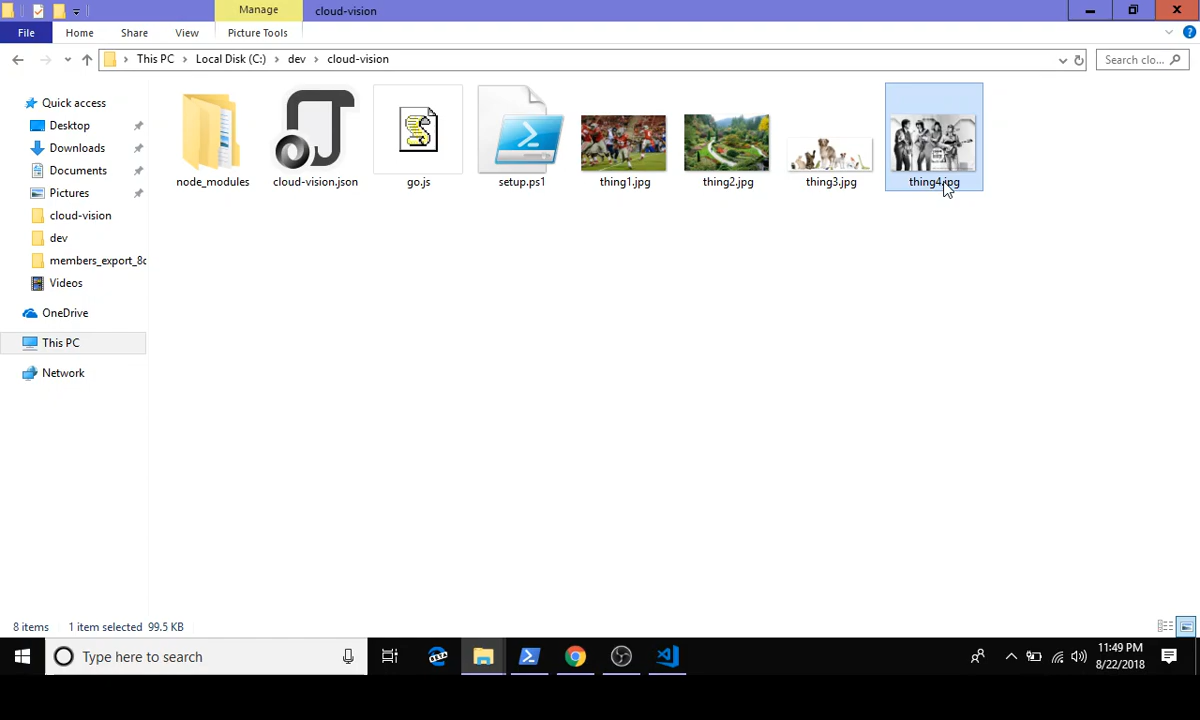 Manage
cloud-vision
File
Home
Share
View
Picture Tools
This PC
Local Disk (C:)
dev
cloud-vision
Search clo...
Quick access
Desktop
Downloads
Documents
Pictures
cloud-vision
dev
members_export_8c
Videos
OneDrive
This PC
Network
node_modules
cloud-vision.json
go.js
setup.ps1
thing1.jpg
thing2.jpg
thing3.jpg
thing4.jpg
8 items
1 item selected
99.5 KB
Type here to search
11:49 PM
8/22/2018